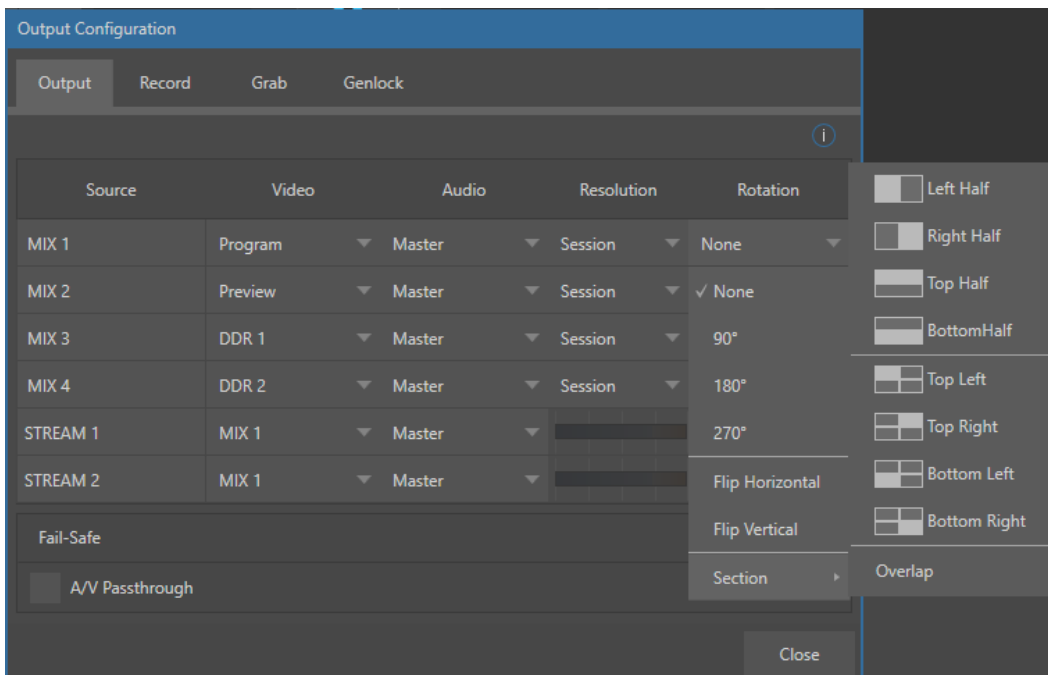 Output Configuration
Output Record Grab Genlock
i
Source Video Audio Resolution Rotation
MIX 1 Program Master Session None
MIX 2 Preview Master Session ✓ None
MIX 3 DDR 1 Master Session 90°
MIX 4 DDR 2 Master Session 180°
STREAM 1 MIX 1 Master 270°
STREAM 2 MIX 1 Master Flip Horizontal
Flip Vertical
Section
Left Half
Right Half
Top Half
BottomHalf
Top Left
Top Right
Bottom Left
Bottom Right
Overlap
Fail-Safe
A/V Passthrough
Close